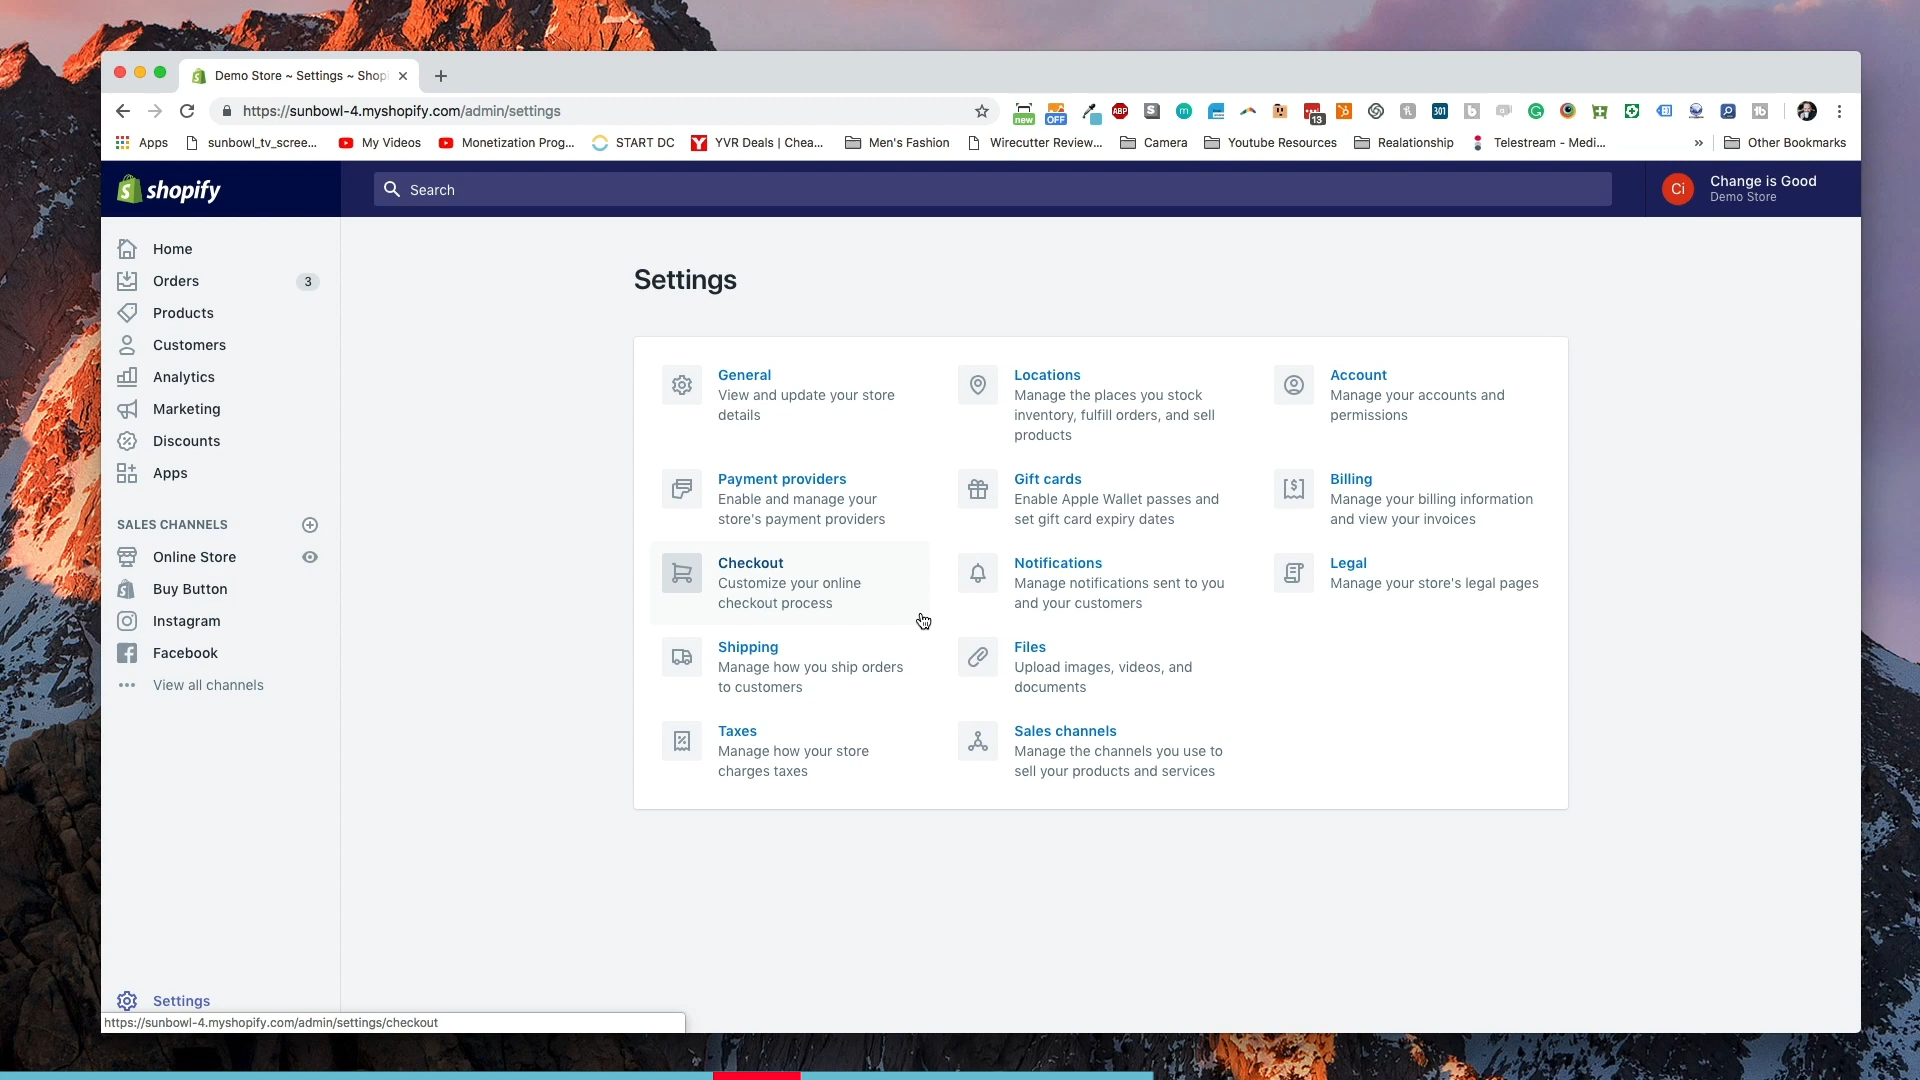 Demo Store ~ Settings ~ Shopi
https://sunbowl-4.myshopify.com/admin/settings
new
OFF
ABP
13
301
Apps
sunbowl_tv_scree...
My Videos
Monetization Prog...
START DC
YVR Deals | Chea...
Men's Fashion
Wirecutter Review...
Camera
Youtube Resources
Realationship
Telestream - Medi...
»
Other Bookmarks
shopify
Search
Ci
Change is Good
Demo Store
Home
Orders
3
Products
Customers
Analytics
Marketing
Discounts
Apps
SALES CHANNELS
Online Store
Buy Button
Instagram
Facebook
View all channels
Settings
https://sunbowl-4.myshopify.com/admin/settings/checkout
Settings
General
View and update your store
details
Locations
Manage the places you stock
inventory, fulfill orders, and sell
products
Account
Manage your accounts and
permissions
Payment providers
Enable and manage your
store's payment providers
Gift cards
Enable Apple Wallet passes and
set gift card expiry dates
Billing
Manage your billing information
and view your invoices
Checkout
Customize your online
checkout process
Notifications
Manage notifications sent to you
and your customers
Legal
Manage your store's legal pages
Shipping
Manage how you ship orders
to customers
Files
Upload images, videos, and
documents
Taxes
Manage how your store
charges taxes
Sales channels
Manage the channels you use to
sell your products and services